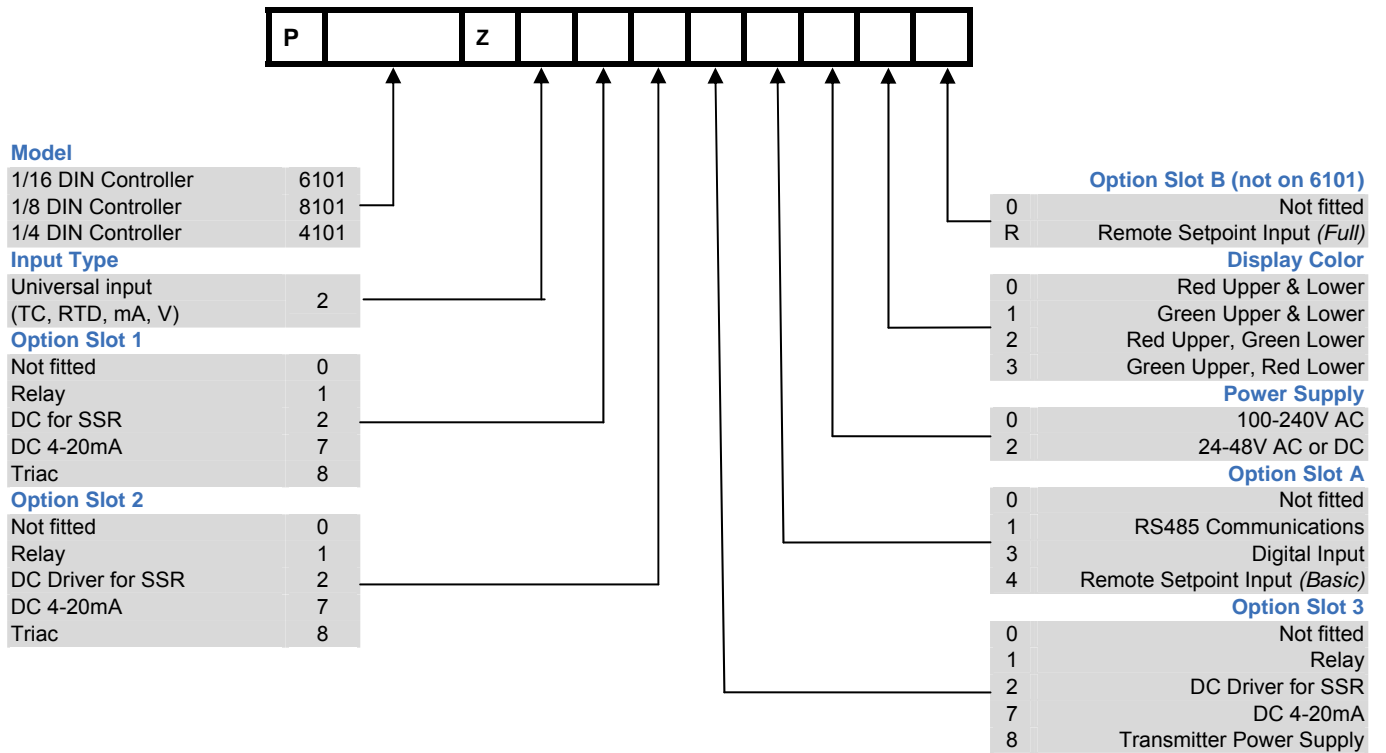 P Z
Model
1/16 DIN Controller 6101
1/8 DIN Controller 8101
1/4 DIN Controller 4101
Input Type
Universal input
(TC, RTD, mA, V) 2
Option Slot 1
Not fitted 0
Relay 1
DC for SSR 2
DC 4-20mA 7
Triac 8
Option Slot 2
Not fitted 0
Relay 1
DC Driver for SSR 2
DC 4-20mA 7
Triac 8
Option Slot B (not on 6101)
0 Not fitted
R Remote Setpoint Input (Full)
Display Color
0 Red Upper & Lower
1 Green Upper & Lower
2 Red Upper, Green Lower
3 Green Upper, Red Lower
Power Supply
0 100-240V AC
2 24-48V AC or DC
Option Slot A
0 Not fitted
1 RS485 Communications
3 Digital Input
4 Remote Setpoint Input (Basic)
Option Slot 3
0 Not fitted
1 Relay
2 DC Driver for SSR
7 DC 4-20mA
8 Transmitter Power Supply